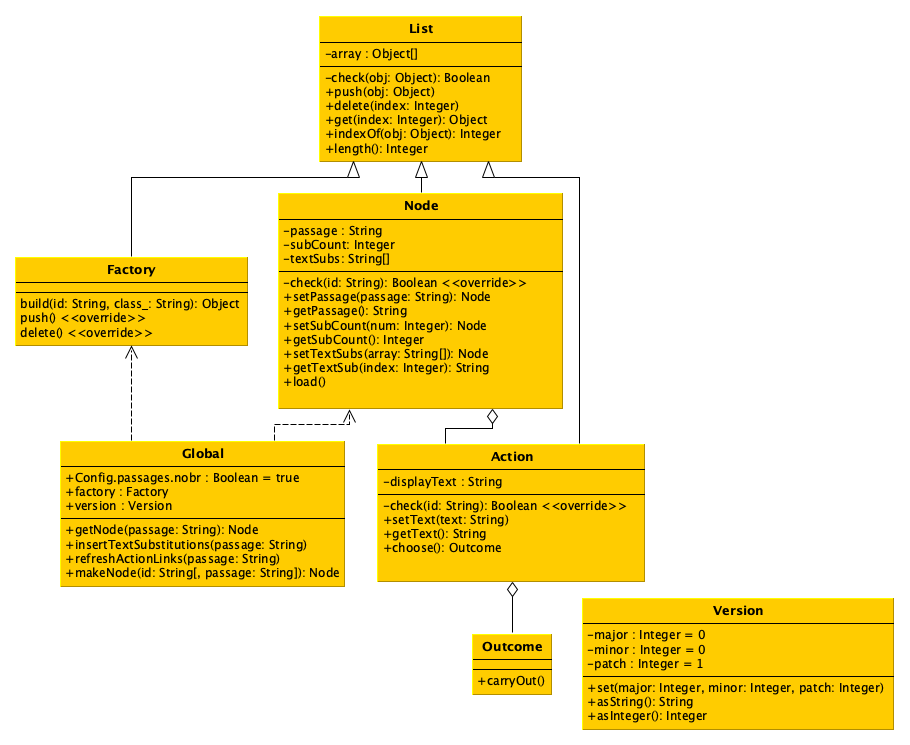 List
-array : Object[]
-check(obj: Object): Boolean
+push(obj: Object)
+delete(index: Integer)
+get(index: Integer): Object
+indexOf(obj: Object): Integer
+length(): Integer
Factory
build(id: String, class_: String): Object
push() <<override>>
delete() <<override>>
Node
-passage : String
-subCount: Integer
-textSubs: String[]
-check(id: String): Boolean <<override>>
+setPassage(passage: String): Node
+getPassage(): String
+setSubCount(num: Integer): Node
+getSubCount(): Integer
+setTextSubs(array: String[]): Node
+getTextSub(index: Integer): String
+load()
Global
+Config.passages.nobr : Boolean = true
+factory : Factory
+version : Version
+getNode(passage: String): Node
+insertTextSubstitutions(passage: String)
+refreshActionLinks(passage: String)
+makeNode(id: String[, passage: String]): Node
Action
-displayText : String
-check(id: String): Boolean <<override>>
+setText(text: String)
+getText(): String
+choose(): Outcome
Outcome
+carryOut()
Version
-major : Integer = 0
-minor : Integer = 0
-patch : Integer = 1
+set(major: Integer, minor: Integer, patch: Integer)
+asString(): String
+asInteger(): Integer